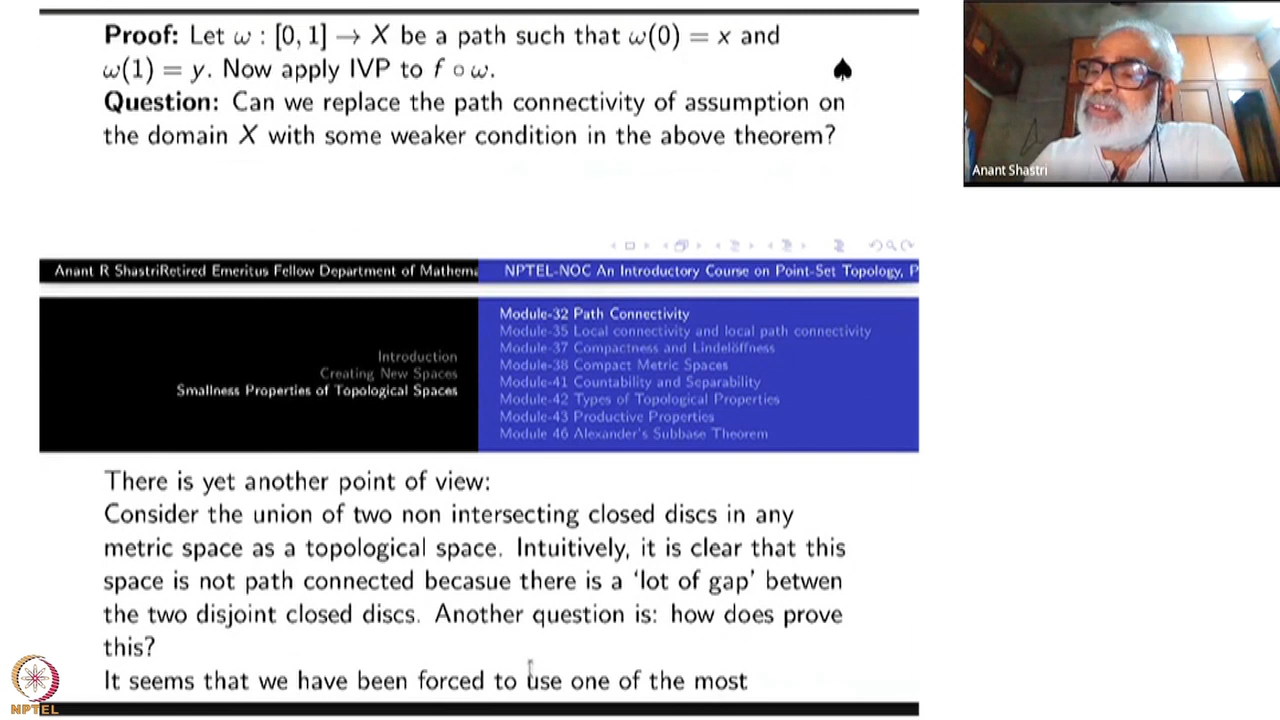 Proof: Let ω : [0, 1] → X be a path such that ω(0) = x and
ω(1) = y. Now apply IVP to f ∘ ω. ♠
Question: Can we replace the path connectivity of assumption on
the domain X with some weaker condition in the above theorem?
Anant Shastri
Anant R ShastriRetired Emeritus Fellow Department of Mathema
NPTEL-NOC An Introductory Course on Point-Set Topology, P
Introduction
Creating New Spaces
Smallness Properties of Topological Spaces
Module-32 Path Connectivity
Module-35 Local connectivity and local path connectivity
Module-37 Compactness and Lindelöffness
Module-38 Compact Metric Spaces
Module-41 Countability and Separability
Module-42 Types of Topological Properties
Module-43 Productive Properties
Module 46 Alexander's Subbase Theorem
There is yet another point of view:
Consider the union of two non intersecting closed discs in any
metric space as a topological space. Intuitively, it is clear that this
space is not path connected becasue there is a ‘lot of gap’ betwen
the two disjoint closed discs. Another question is: how does prove
this?
It seems that we have been forced to use one of the most
NPTEL